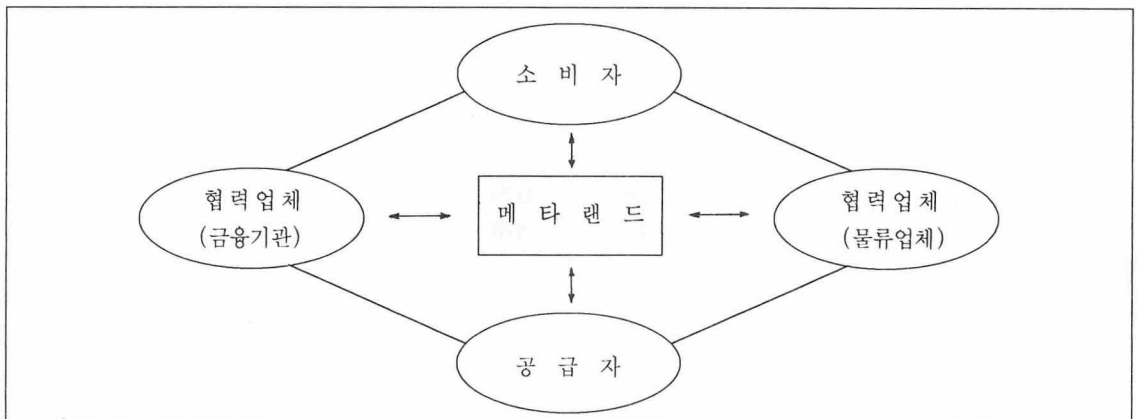 소 비 자
협 력 업 체
(금융기관)
메 타 랜 드
협 력 업 체
(물류업체)
공 급 자